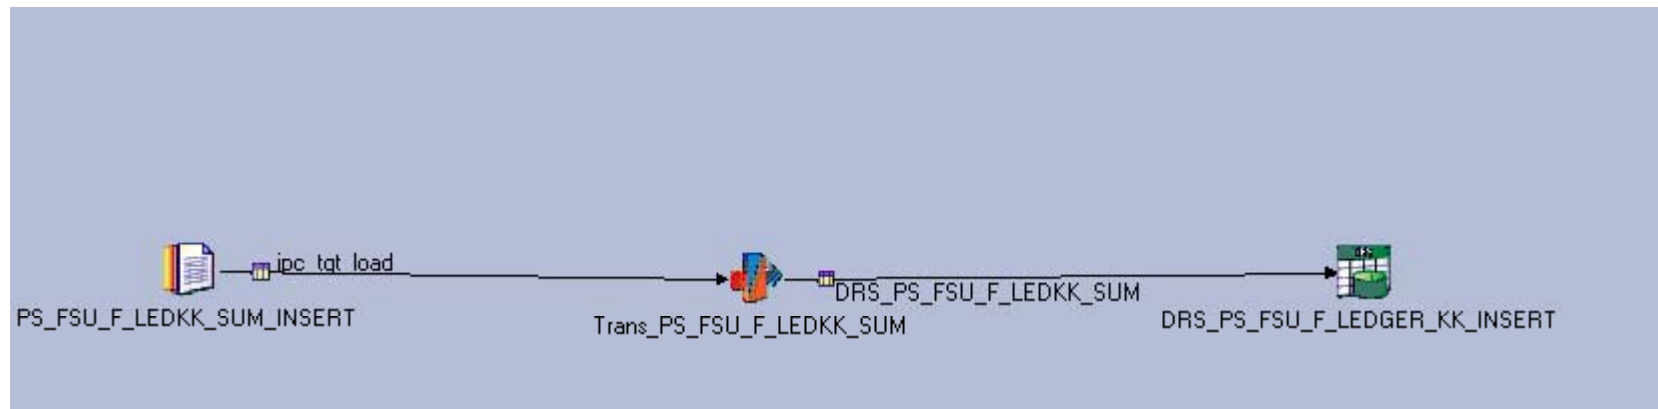 ipc_tgt_load
PS_FSU_F_LEDKK_SUM_INSERT
Trans_PS_FSU_F_LEDKK_SUM
DRS_PS_FSU_F_LEDKK_SUM
DRS_PS_FSU_F_LEDGER_KK_INSERT